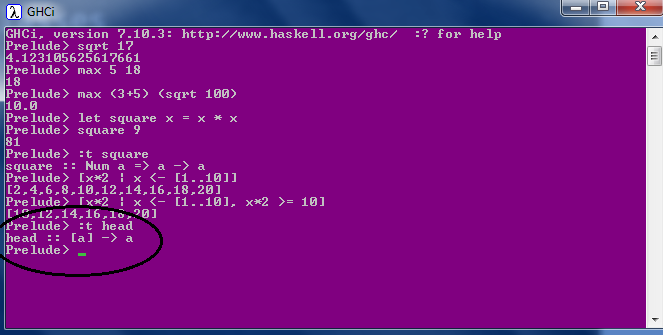 GHCi
GHCi, version 7.10.3: http://www.haskell.org/ghc/  :? for help
Prelude> sqrt 17
4.123105625617661
Prelude> max 5 18
18
Prelude> max (3+5) (sqrt 100)
10.0
Prelude> let square x = x * x
Prelude> square 9
81
Prelude> :t square
square :: Num a => a -> a
Prelude> [x*2 | x <- [1..10]]
[2,4,6,8,10,12,14,16,18,20]
Prelude> [x*2 | x <- [1..10], x*2 >= 10]
[10,12,14,16,18,20]
Prelude> :t head
head :: [a] -> a
Prelude>